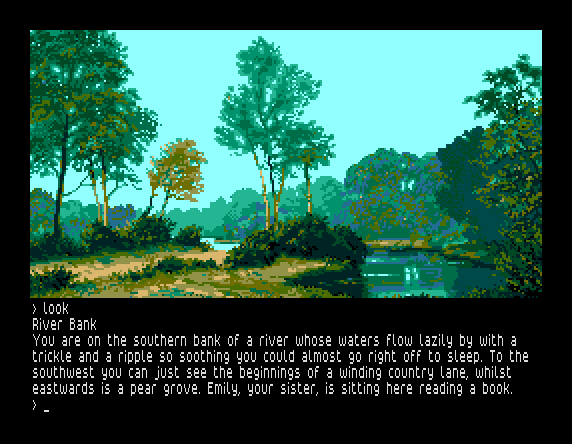 > look
River Bank
You are on the southern bank of a river whose waters flow lazily by with a
trickle and a ripple so soothing you could almost go right off to sleep. To the
southwest you can just see the beginnings of a winding country lane, whilst
eastwards is a pear grove. Emily, your sister, is sitting here reading a book.
> _